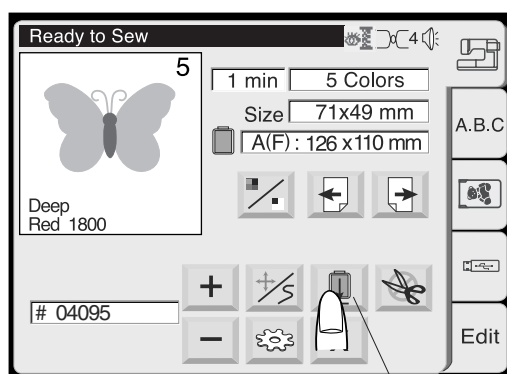 Ready to Sew
4
5
1 min 5 Colors
Size 71x49 mm
A(F) : 126 x110 mm
A.B.C
Deep
Red 1800
# 04095
Edit